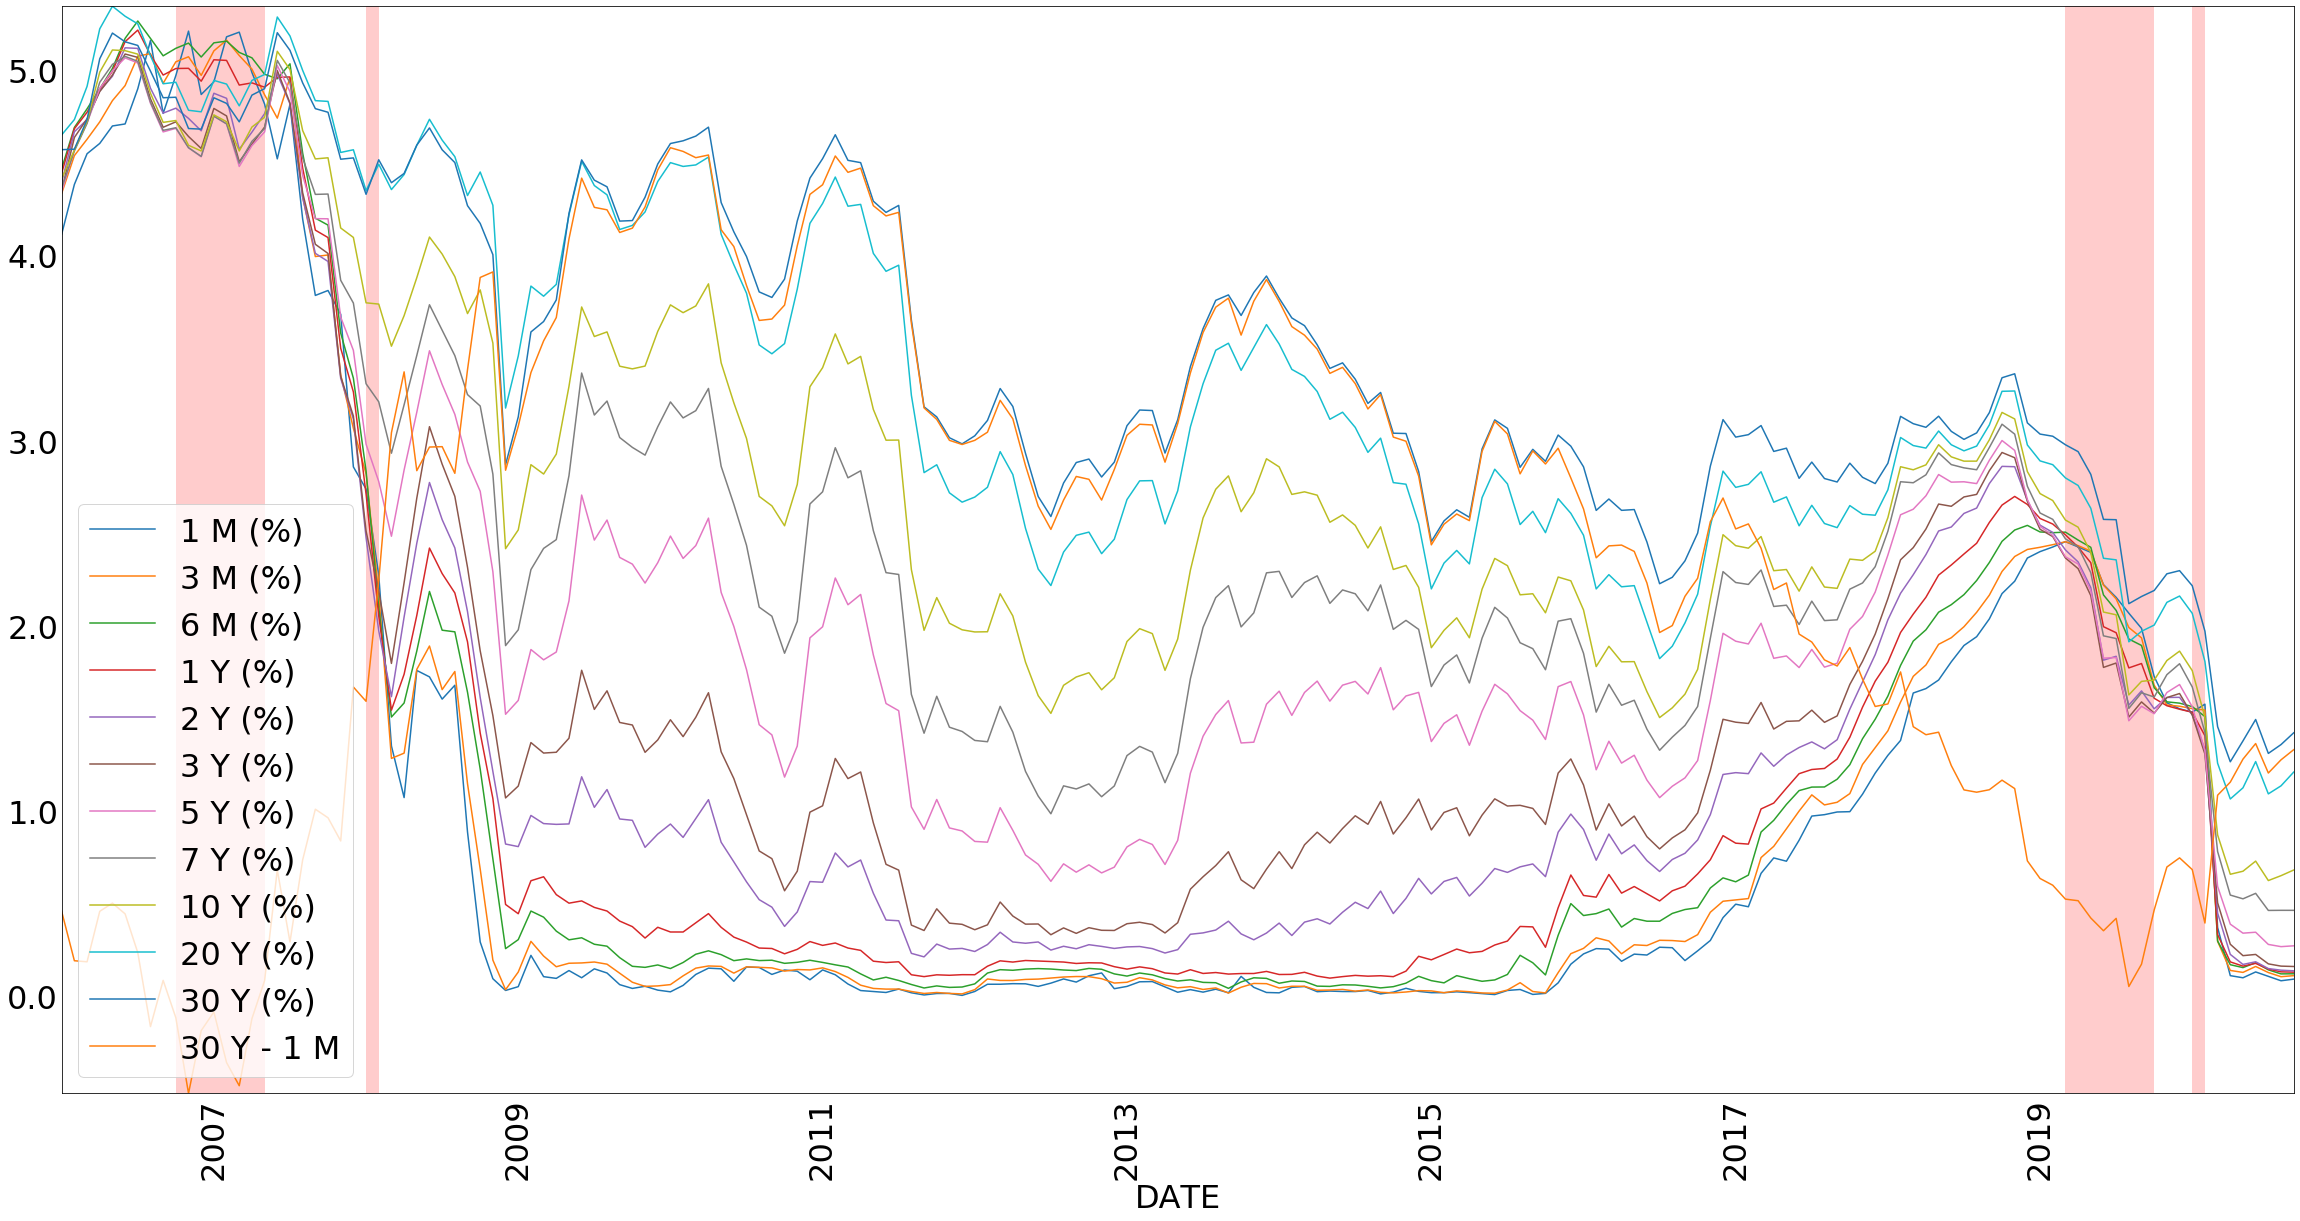 5.0
4.0
3.0
2.0
1.0
0.0
1 M (%)
3 M (%)
6 M (%)
1 Y (%)
2 Y (%)
3 Y (%)
5 Y (%)
7 Y (%)
10 Y (%)
20 Y (%)
30 Y (%)
30 Y - 1 M
2007
2009
2011
2013
2015
2017
2019
DATE